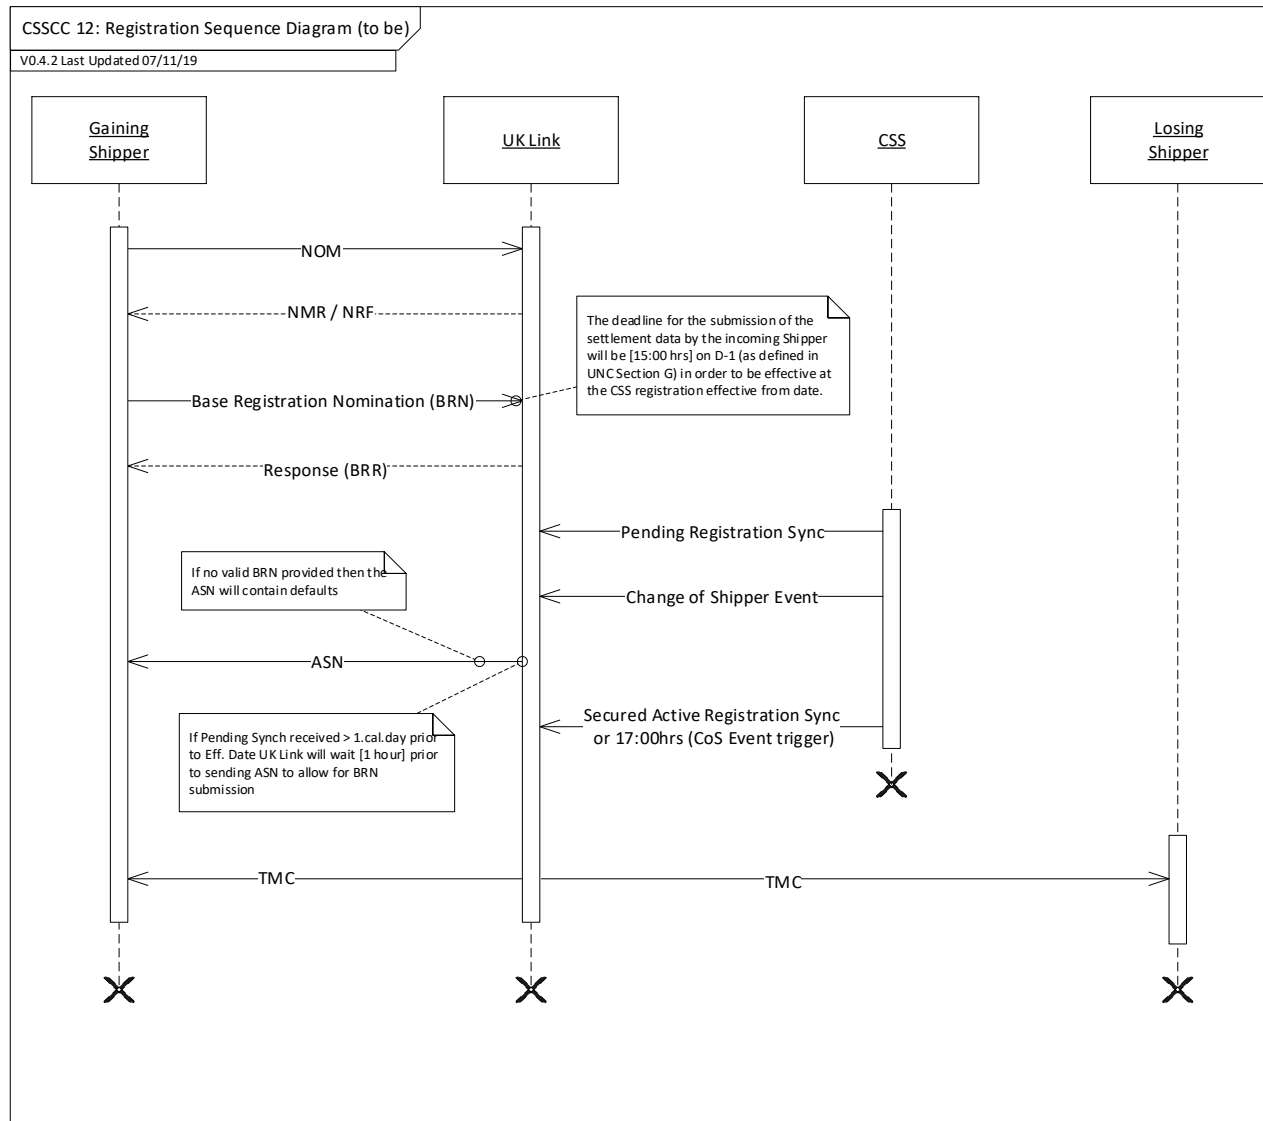 CSSCC 12: Registration Sequence Diagram (to be)
V0.4.2 Last Updated 07/11/19
Gaining
Shipper
UK Link
CSS
Losing
Shipper
NOM
NMR / NRF
The deadline for the submission of the
settlement data by the incoming Shipper
will be [15:00 hrs] on D-1 (as defined in
UNC Section G) in order to be effective at
the CSS registration effective from date.
Base Registration Nomination (BRN)
Response (BRR)
Pending Registration Sync
If no valid BRN provided then the
ASN will contain defaults
Change of Shipper Event
ASN
Secured Active Registration Sync
or 17:00hrs (CoS Event trigger)
If Pending Synch received > 1.cal.day prior
to Eff. Date UK Link will wait [1 hour] prior
to sending ASN to allow for BRN
submission
TMC
TMC